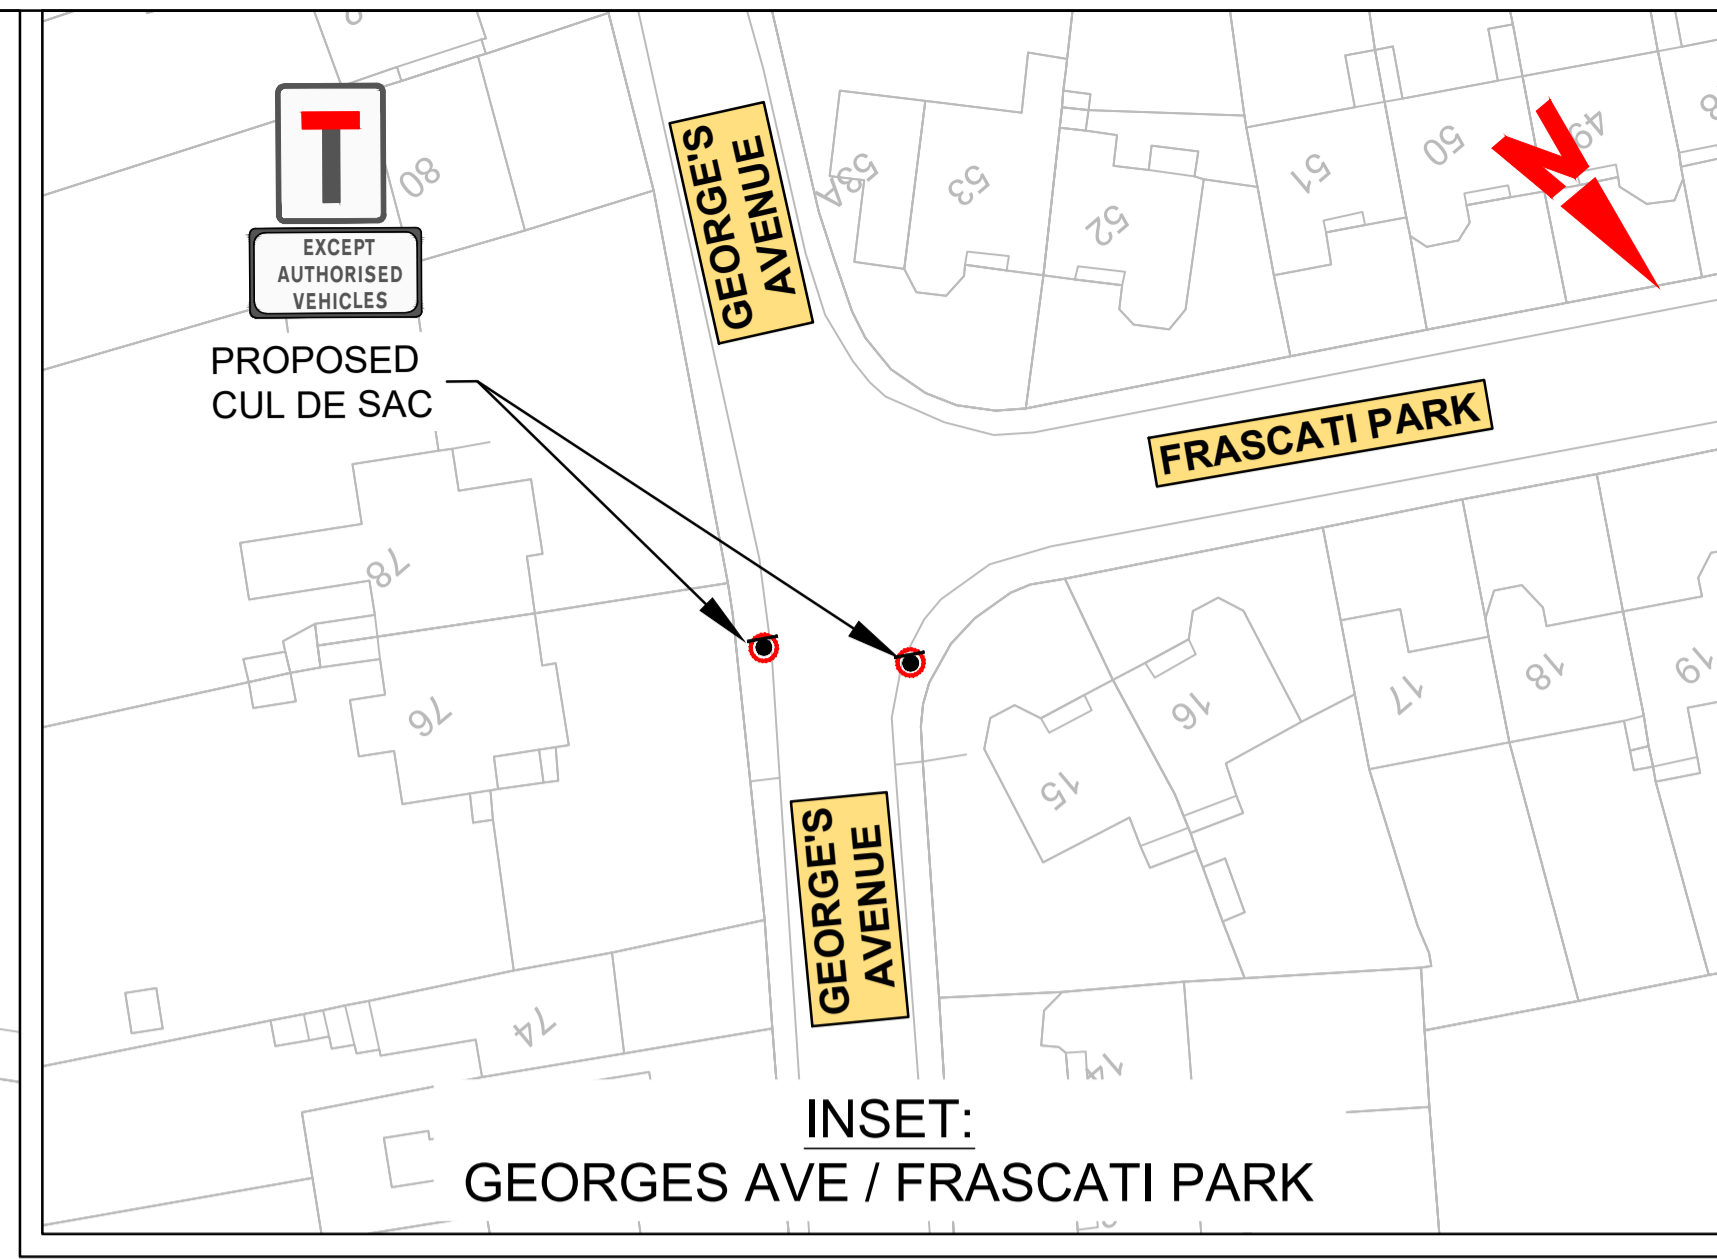 80
EXCEPT
AUTHORISED
VEHICLES
PROPOSED
CUL DE SAC
GEORGE'S
AVENUE
53A
53
52
51
50
49
N
FRASCATI PARK
78
76
74
GEORGE'S
AVENUE
15
16
17
18
19
14
INSET:
GEORGES AVE / FRASCATI PARK